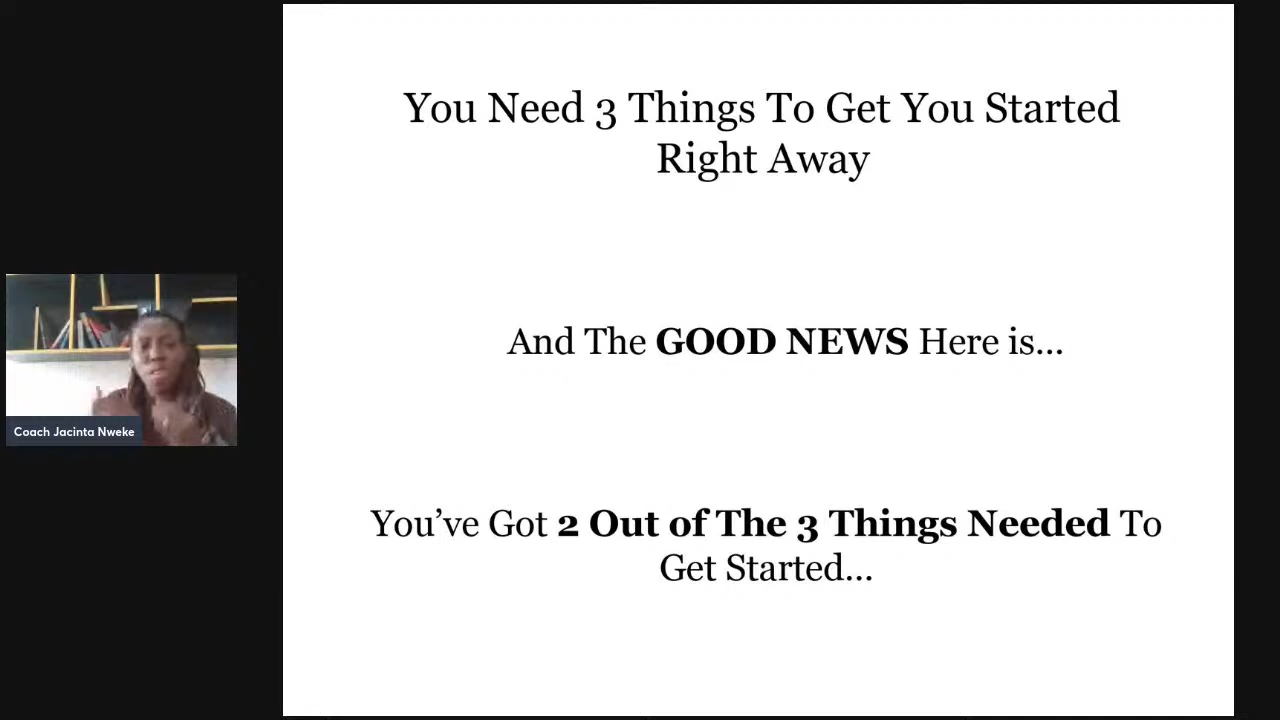 You Need 3 Things To Get You Started
Right Away
And The GOOD NEWS Here is...
You’ve Got 2 Out of The 3 Things Needed To
Get Started...
Coach Jacinta Nweke